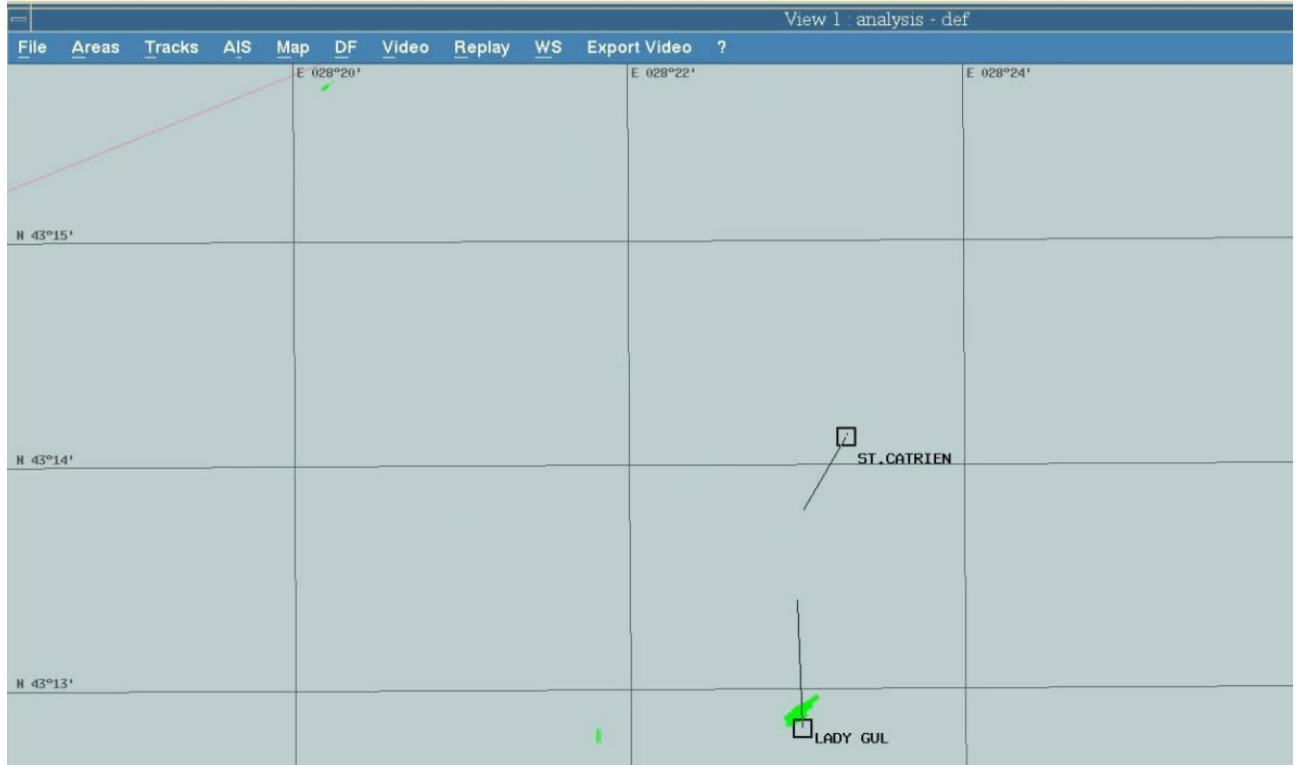 View 1 : analysis - def
File Areas Tracks AIS Map DF Video Replay WS Export Video ?
E 028°20' E 028°22' E 028°24'
N 43°15'
N 43°14'
ST.CATRIEN
N 43°13'
LADY GUL